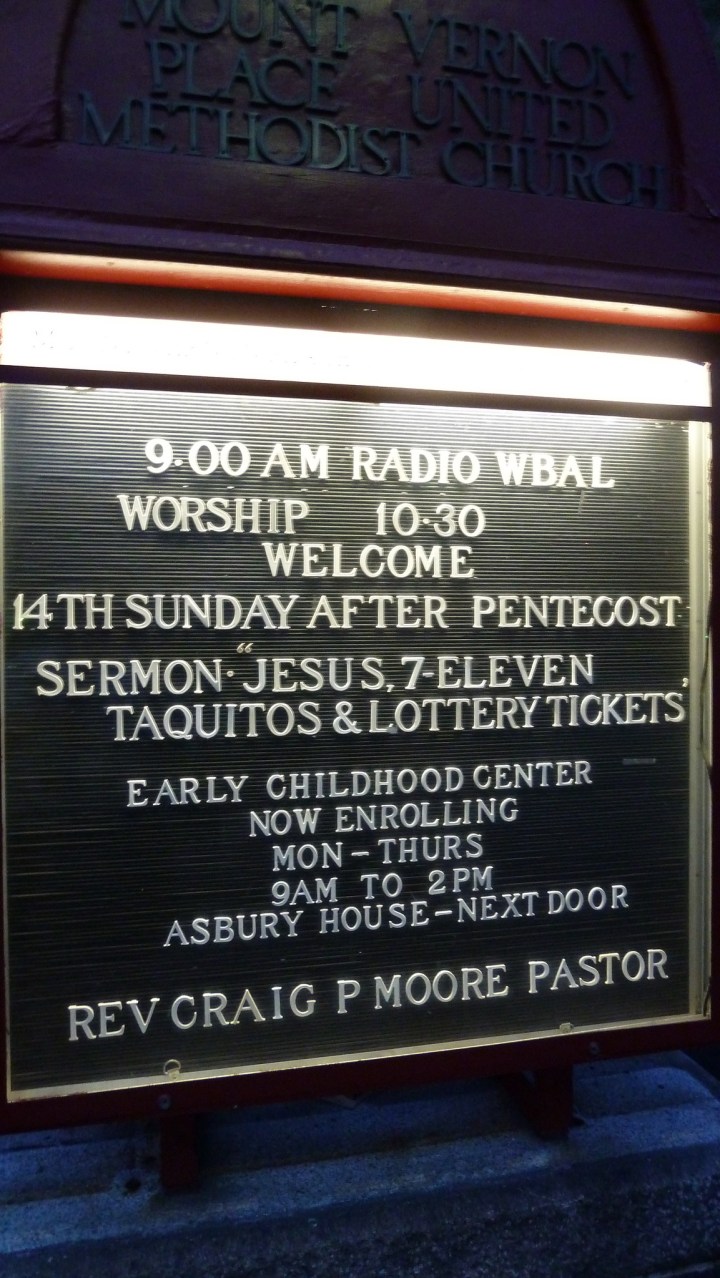 MOUNT VERNON
PLACE UNITED
METHODIST CHURCH
9·00 AM RADIO WBAL
WORSHIP 10·30
WELCOME
14TH SUNDAY AFTER PENTECOST
SERMON· “JESUS, 7-ELEVEN ,
TAQUITOS & LOTTERY TICKETS
EARLY CHILDHOOD CENTER
NOW ENROLLING
MON – THURS
9AM TO 2PM
ASBURY HOUSE – NEXT DOOR
REV CRAIG P MOORE PASTOR